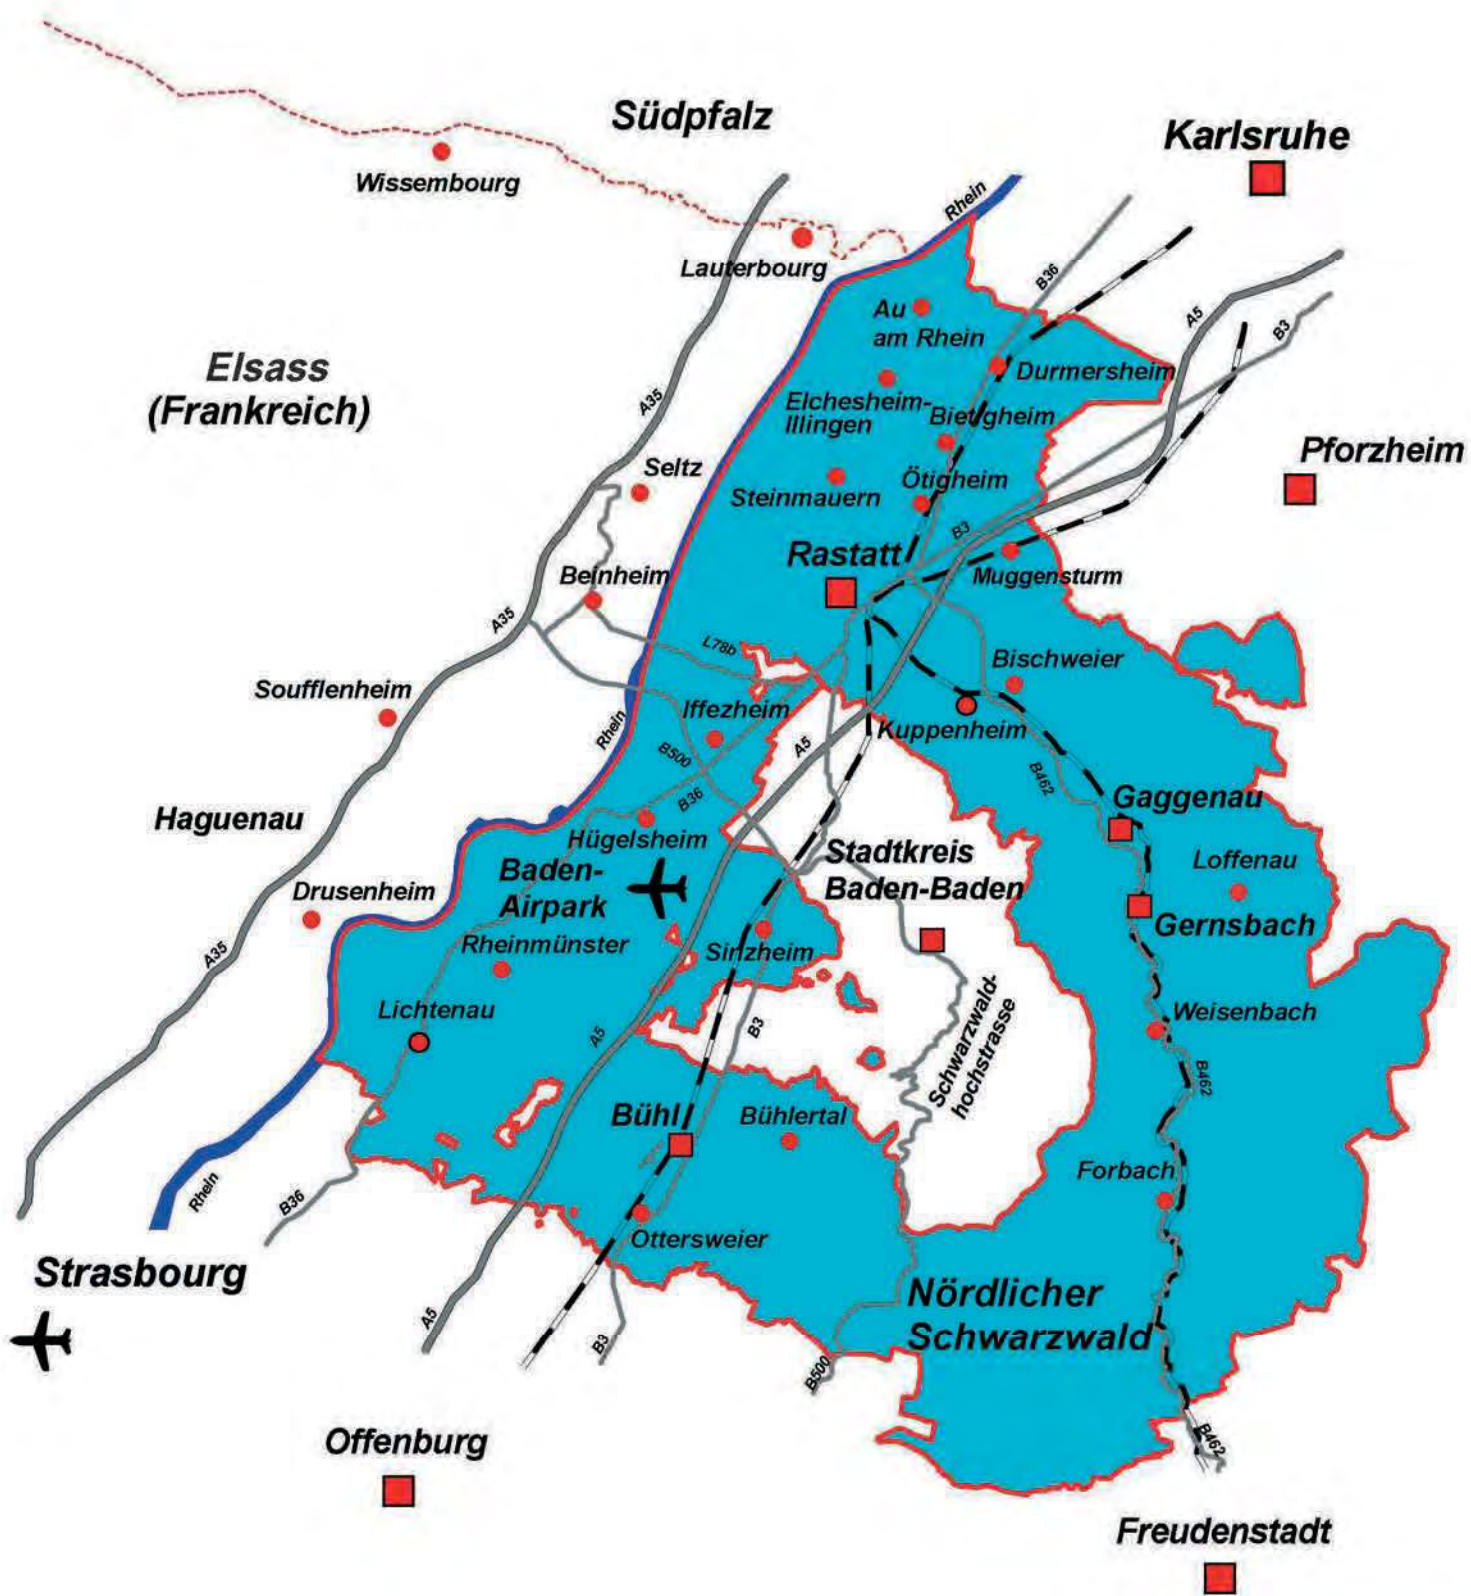 Südpfalz
Karlsruhe
Wissembourg
Rhein
Lauterbourg
B36
Au
am Rhein
A5
B3
Elsass
(Frankreich)
Durmersheim
A35
Elchesheim-
Illingen
Bietigheim
Pforzheim
Seltz
Ötigheim
Steinmauern
B3
Rastatt
Beinheim
Muggensturm
A35
L78b
Bischweier
Soufflenheim
Iffezheim
Rhein
Kuppenheim
B500
A5
B462
B36
Gaggenau
Haguenau
Hügelsheim
Stadtkreis
Baden-Baden
Loffenau
Baden-
Airpark
Drusenheim
Gernsbach
A35
Rheinmünster
Sinzheim
Lichtenau
Weisenbach
B3
A5
Schwarzwald-
hochstrasse
B462
Bühl
Bühlertal
Forbach
Rhein
B36
Ottersweier
Strasbourg
Nördlicher
Schwarzwald
A5
B3
B500
B462
Offenburg
Freudenstadt